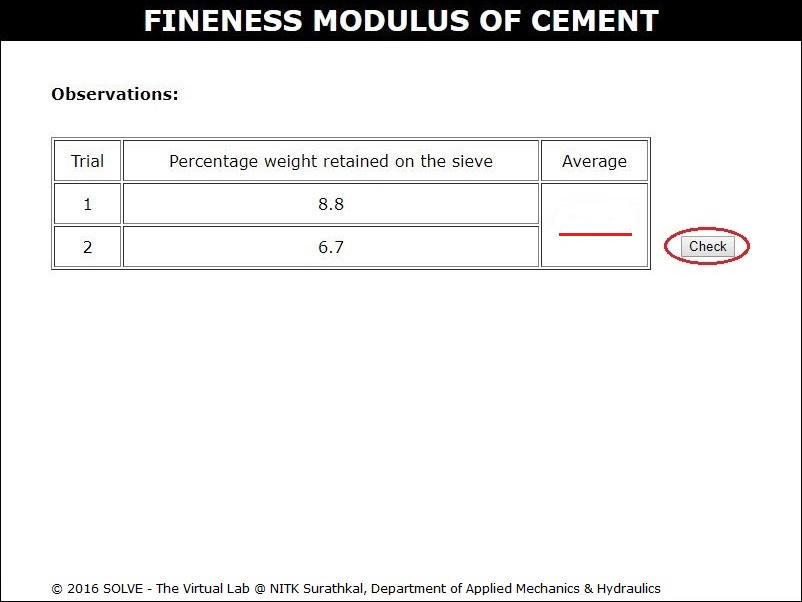 FINENESS MODULUS OF CEMENT
Observations:
Trial Percentage weight retained on the sieve Average
1 8.8
2 6.7
Check
© 2016 SOLVE - The Virtual Lab @ NITK Surathkal, Department of Applied Mechanics & Hydraulics